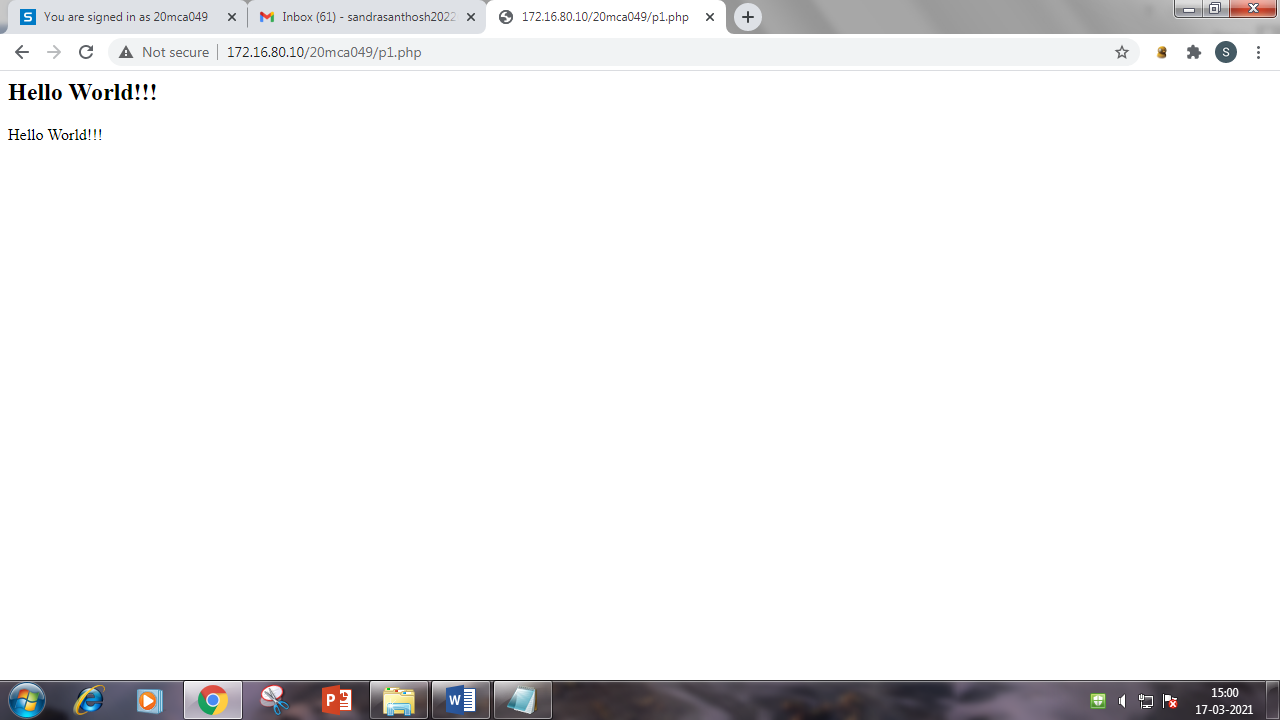 You are signed in as 20mca049
Inbox (61) - sandrasanthosh2022
172.16.80.10/20mca049/p1.php
Not secure
172.16.80.10/20mca049/p1.php
S
Hello World!!!
Hello World!!!
15:00
17-03-2021